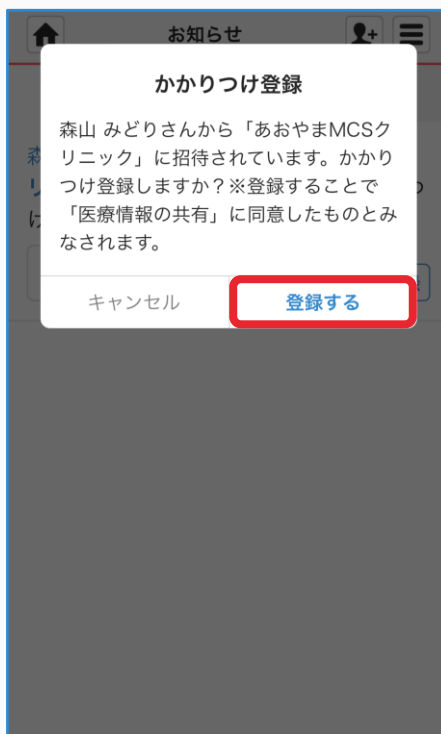 お知らせ
かかりつけ登録
森山 みどりさんから「あおやまMCSク
リニック」に招待されています。かかり
つけ登録しますか？※登録することで
「医療情報の共有」に同意したものとみ
なされます。
キャンセル
登録する